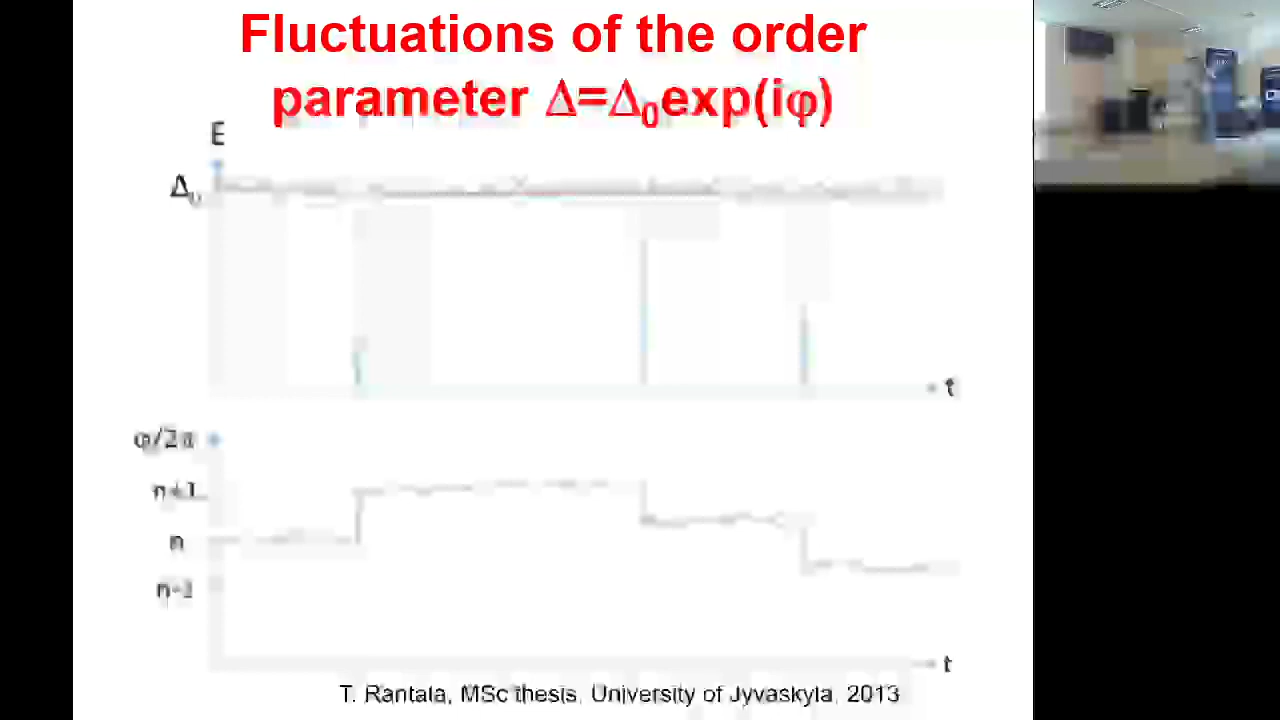 Fluctuations of the order
parameter Δ=Δ₀exp(iφ)
E
Δ₀
t
φ/2π
n+1
n
n-1
t
T. Rantala, MSc thesis, University of Jyvaskyla, 2013